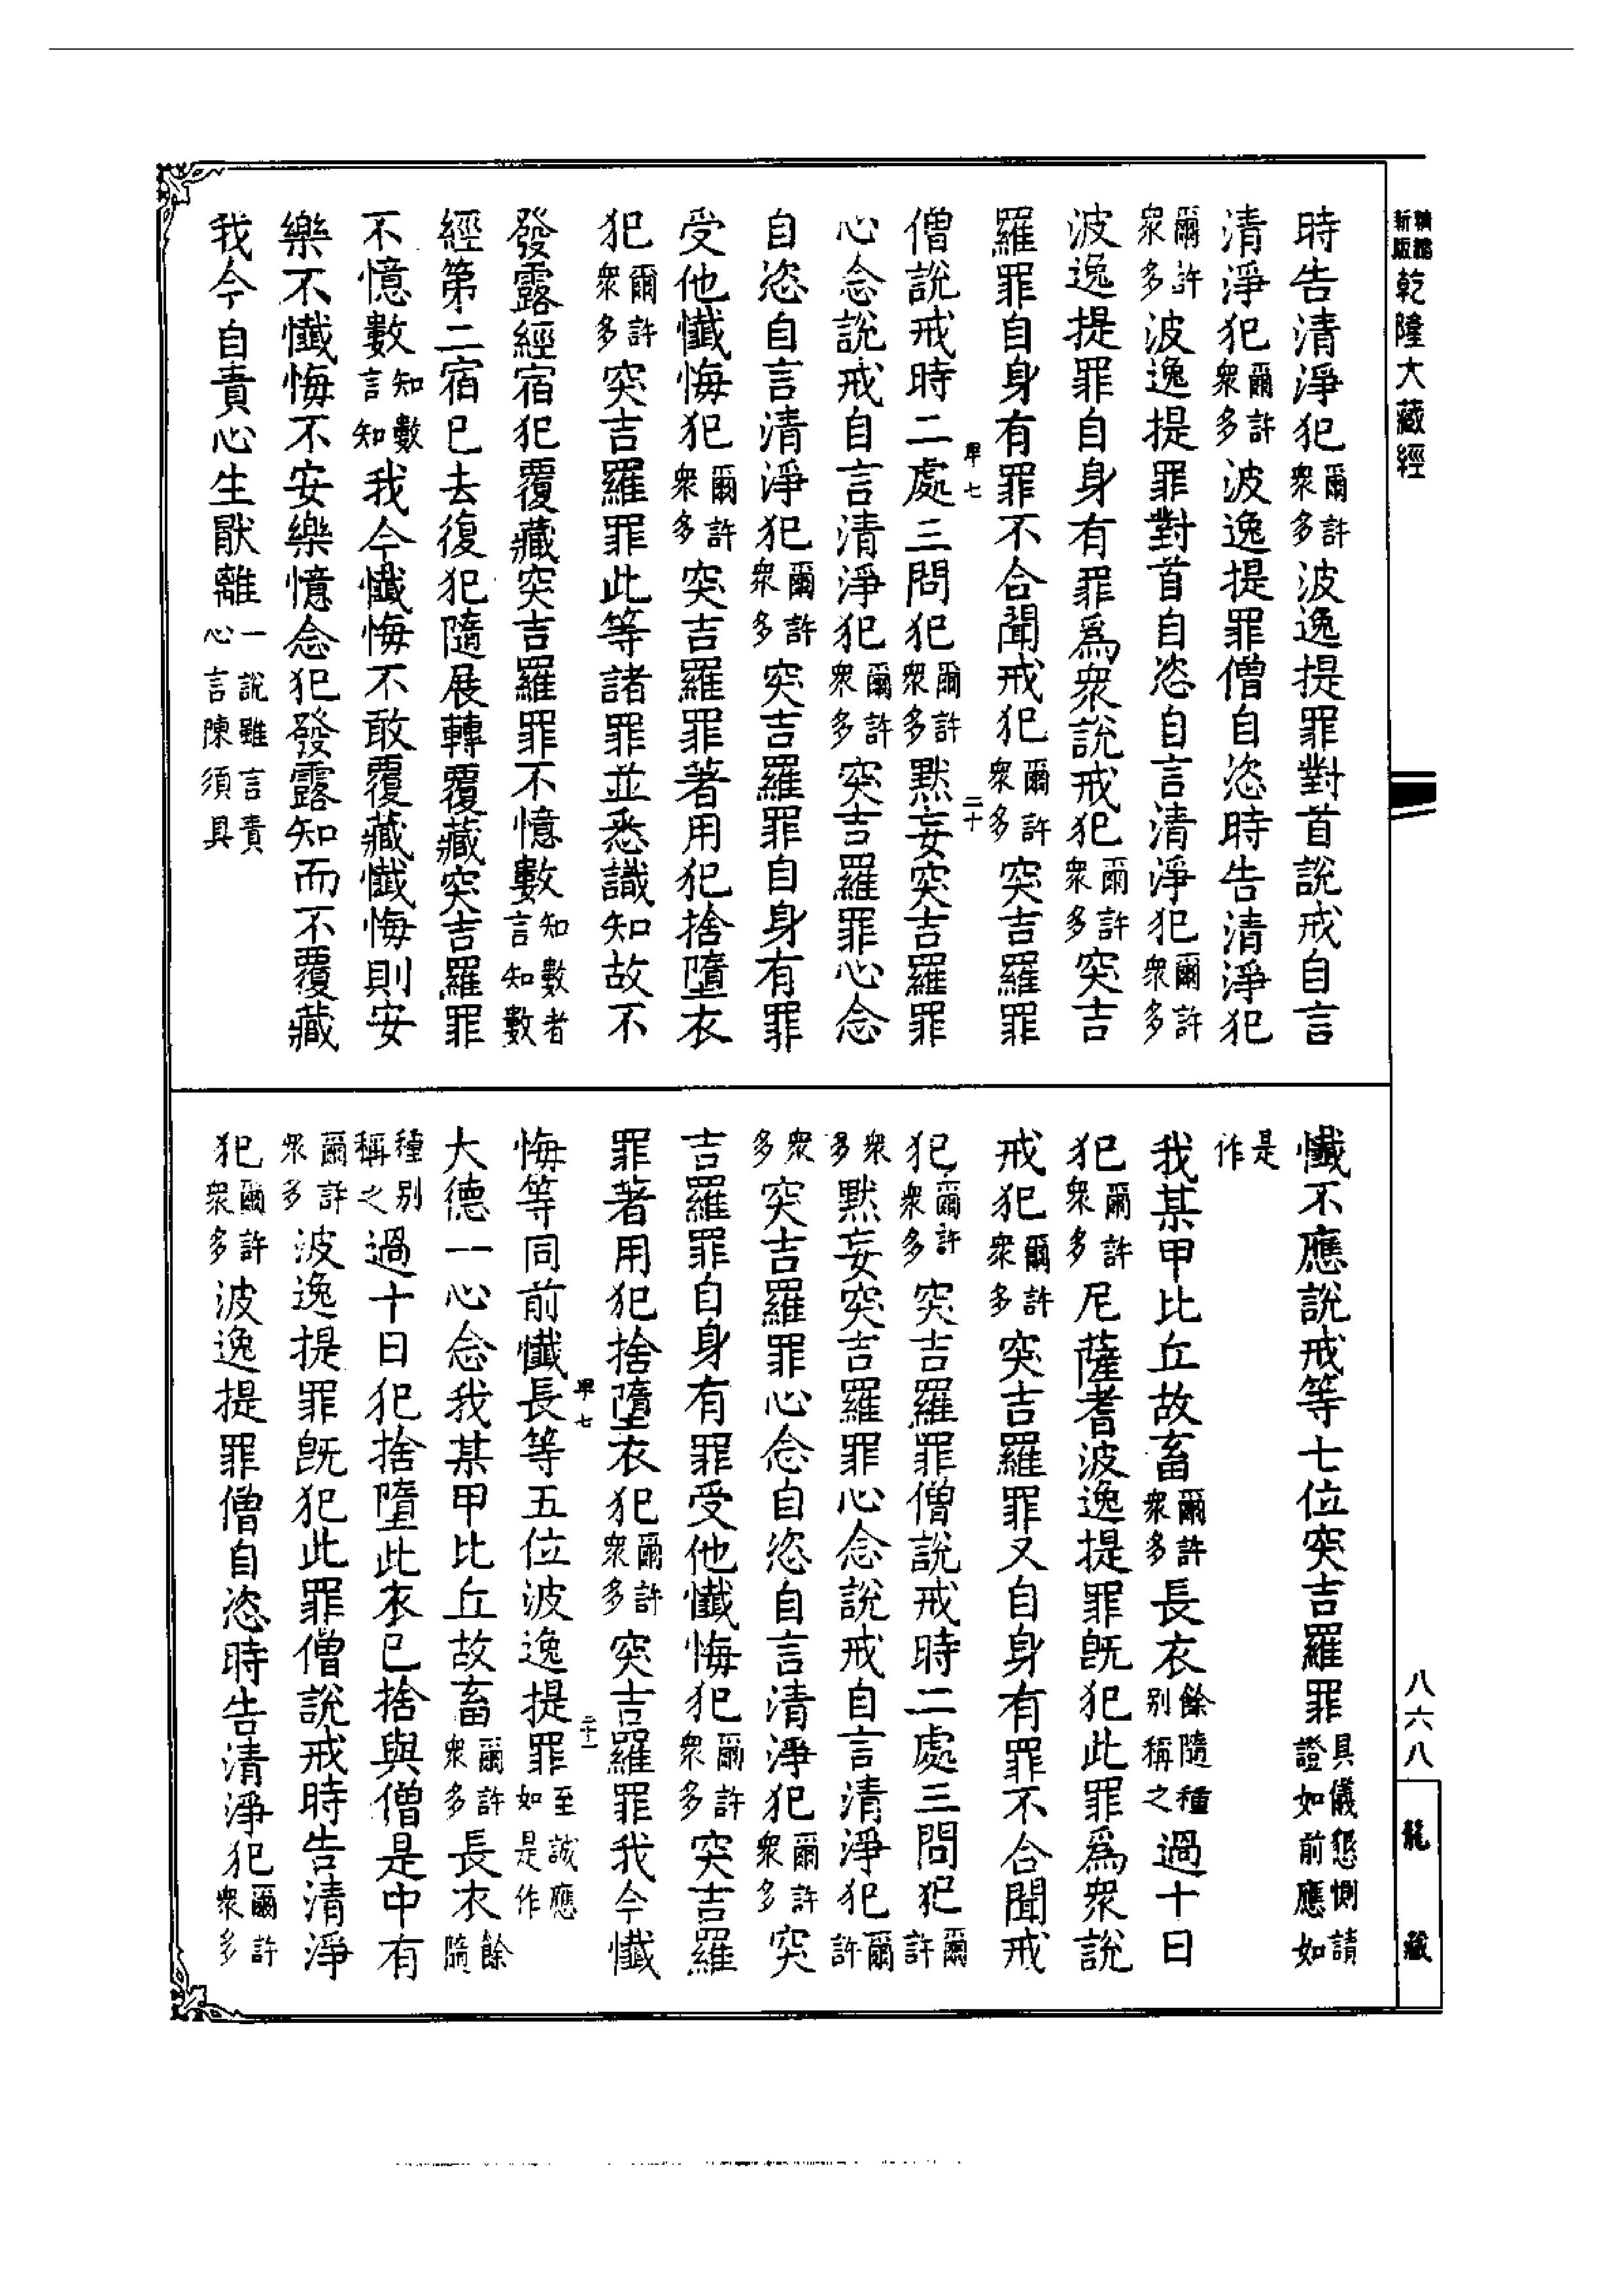 新版 精縮 乾隆大藏經
八六八 龍藏
時告清淨犯爾許衆多波逸提罪對首說戒自言
清淨犯爾許衆多波逸提罪僧自恣時告清淨犯
爾許衆多波逸提罪對首自恣自言清淨犯爾許衆多
波逸提罪自身有罪爲衆說戒犯爾許衆多突吉
羅罪自身有罪不合聞戒犯爾許衆多突吉羅罪
卑七 二十
僧說戒時二處三問犯爾許衆多默妄突吉羅罪
心念說戒自言清淨犯爾許衆多突吉羅罪心念
自恣自言清淨犯爾許衆多突吉羅罪自身有罪
受他懺悔犯爾許衆多突吉羅罪著用犯捨墮衣
犯爾許衆多突吉羅罪此等諸罪並悉識知故不
發露經宿犯覆藏突吉羅罪不憶數知數者言知數
經第二宿已去復犯隨展轉覆藏突吉羅罪
不憶數知數言知我今懺悔不敢覆藏懺悔則安
樂不懺悔不安樂憶念犯發露知而不覆藏
我今自責心生厭離一說雖言責心言陳須具
懺不應說戒等七位突吉羅罪具儀懇惻請證如前應如
是作
我某甲比丘故畜爾許衆多長衣餘隨種別稱之過十日
犯爾許衆多尼薩耆波逸提罪旣犯此罪爲衆說
戒犯爾許衆多突吉羅罪又自身有罪不合聞戒
犯爾許衆多突吉羅罪僧說戒時二處三問犯爾許
衆多默妄突吉羅罪心念說戒自言清淨犯爾許
衆多突吉羅罪心念自恣自言清淨犯爾許衆多突
吉羅罪自身有罪受他懺悔犯爾許衆多突吉羅
罪著用犯捨墮衣犯爾許衆多突吉羅罪我今懺
卑七 二十一
悔等同前懺長等五位波逸提罪至誠應如是作
大德一心念我某甲比丘故畜爾許衆多長衣餘隨
種別稱之過十日犯捨墮此衣已捨與僧是中有
爾許衆多波逸提罪旣犯此罪僧說戒時告清淨
犯爾許衆多波逸提罪僧自恣時告清淨犯爾許衆多